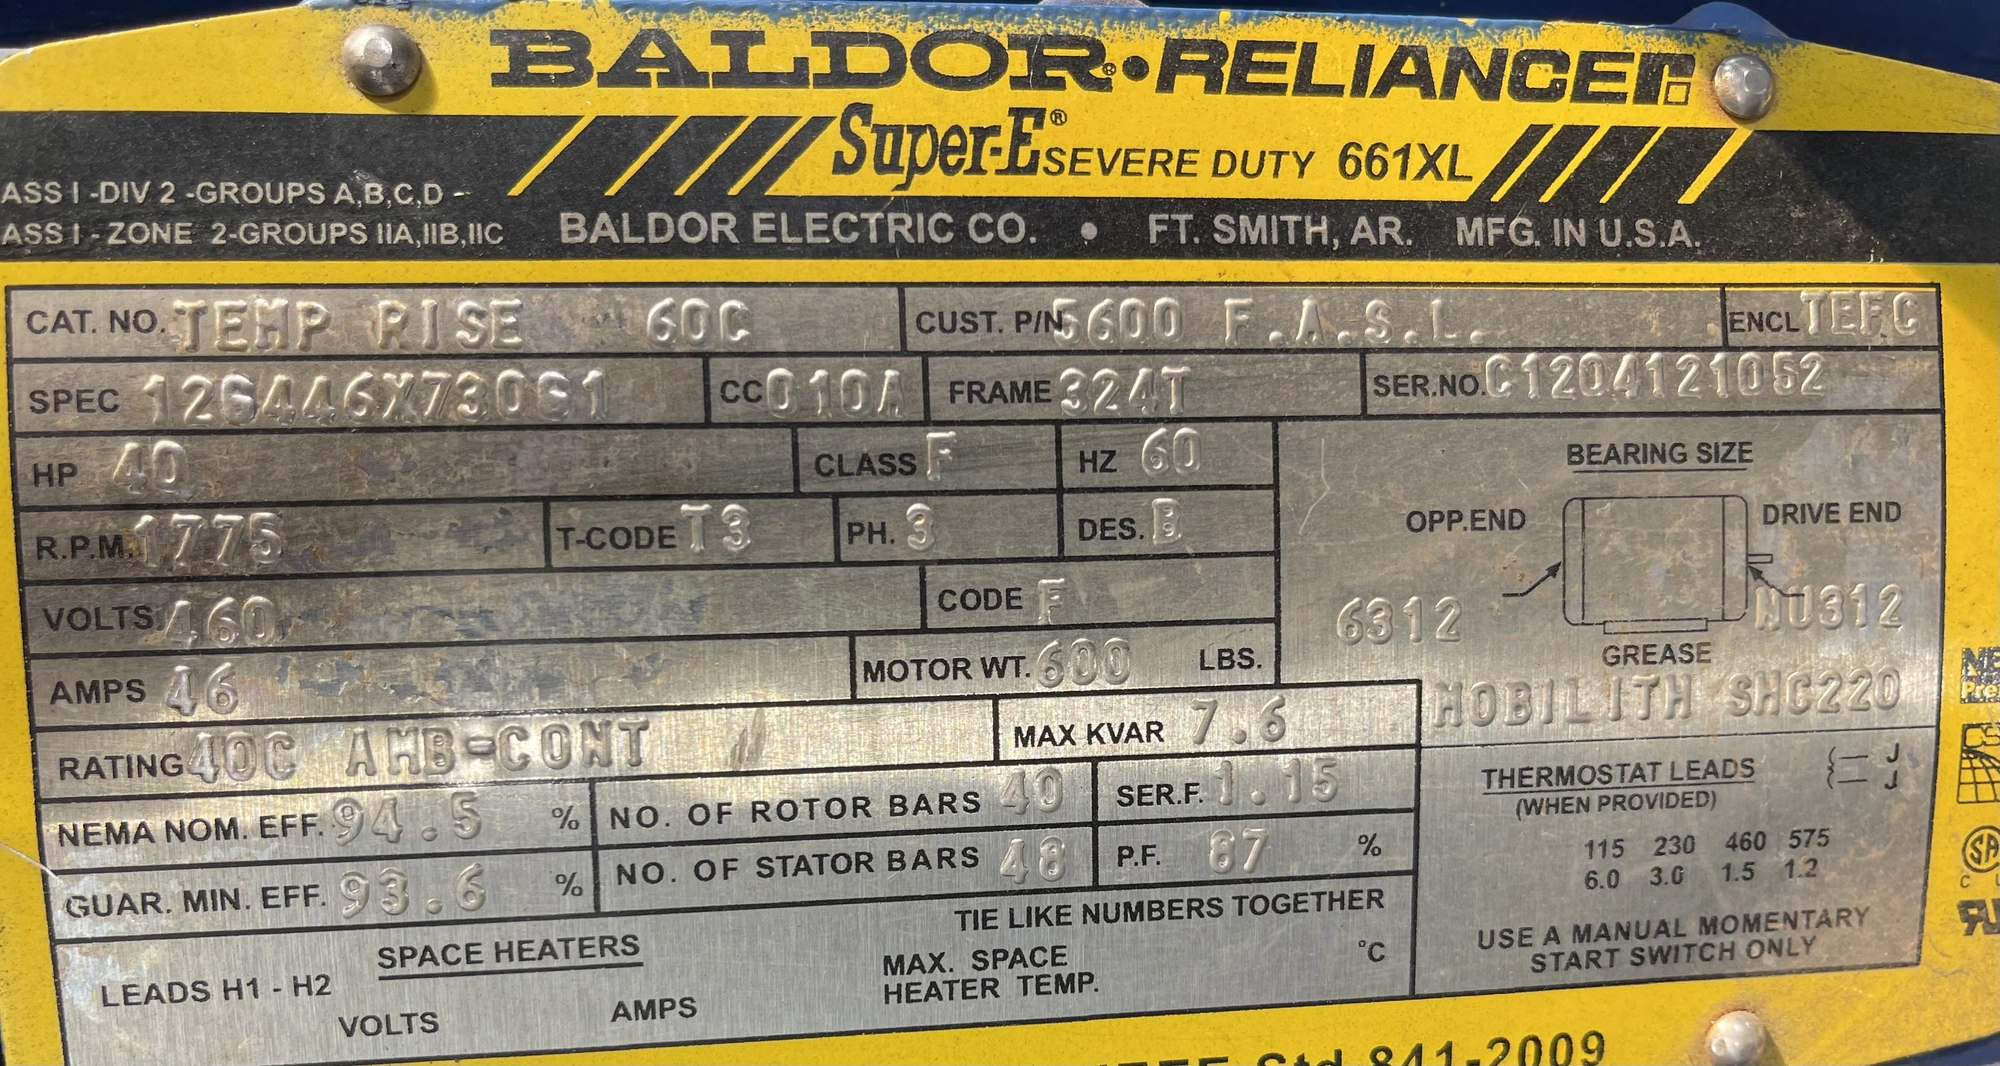 BALDOR® • RELIANCE
Super-E® SEVERE DUTY 661XL
ASS I -DIV 2 -GROUPS A,B,C,D -
ASS I - ZONE 2-GROUPS IIA,IIB,IIC
BALDOR ELECTRIC CO. • FT. SMITH, AR. MFG. IN U.S.A.
CAT. NO. TEMP RISE 60C CUST. P/N 5600 F.A.S.L. ENCL TEFC
SPEC CC 010A FRAME 324T SER.NO. C1204121052
HP 40 CLASS F HZ 60
R.P.M. 1775 T-CODE T3 PH. 3 DES. B
VOLTS 460 CODE F
AMPS 46 MOTOR WT. 600 LBS.
RATING 40C AMB-CONT MAX KVAR 7.6
NEMA NOM. EFF. 94.5 % NO. OF ROTOR BARS 40 SER.F. 1.15
GUAR. MIN. EFF. 93.6 % NO. OF STATOR BARS 48 P.F. 87 %
BEARING SIZE
OPP.END DRIVE END
6312 NU312
GREASE
MOBILITH SHC220
THERMOSTAT LEADS J
(WHEN PROVIDED) J
115 230 460 575
6.0 3.0 1.5 1.2
USE A MANUAL MOMENTARY
START SWITCH ONLY
TIE LIKE NUMBERS TOGETHER
SPACE HEATERS
LEADS H1 - H2
VOLTS AMPS
MAX. SPACE °C
HEATER TEMP.
Std 841-2009